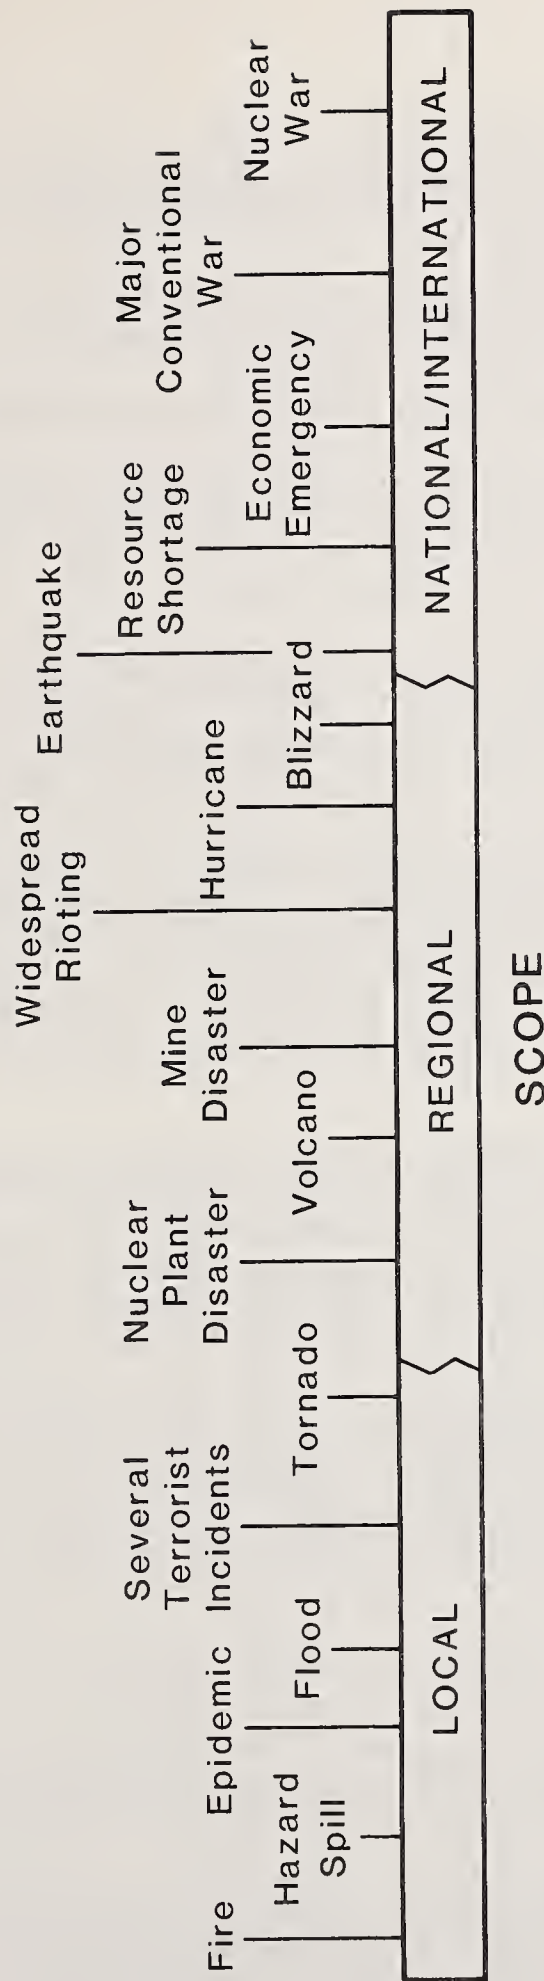 Fire
Hazard
Spill
Epidemic
Flood
Several
Terrorist
Incidents
Tornado
Nuclear
Plant
Disaster
Volcano
Mine
Disaster
Widespread
Rioting
Hurricane
Blizzard
Earthquake
Resource
Shortage
Economic
Emergency
Major
Conventional
War
Nuclear
War
LOCAL
REGIONAL
NATIONAL/INTERNATIONAL
SCOPE